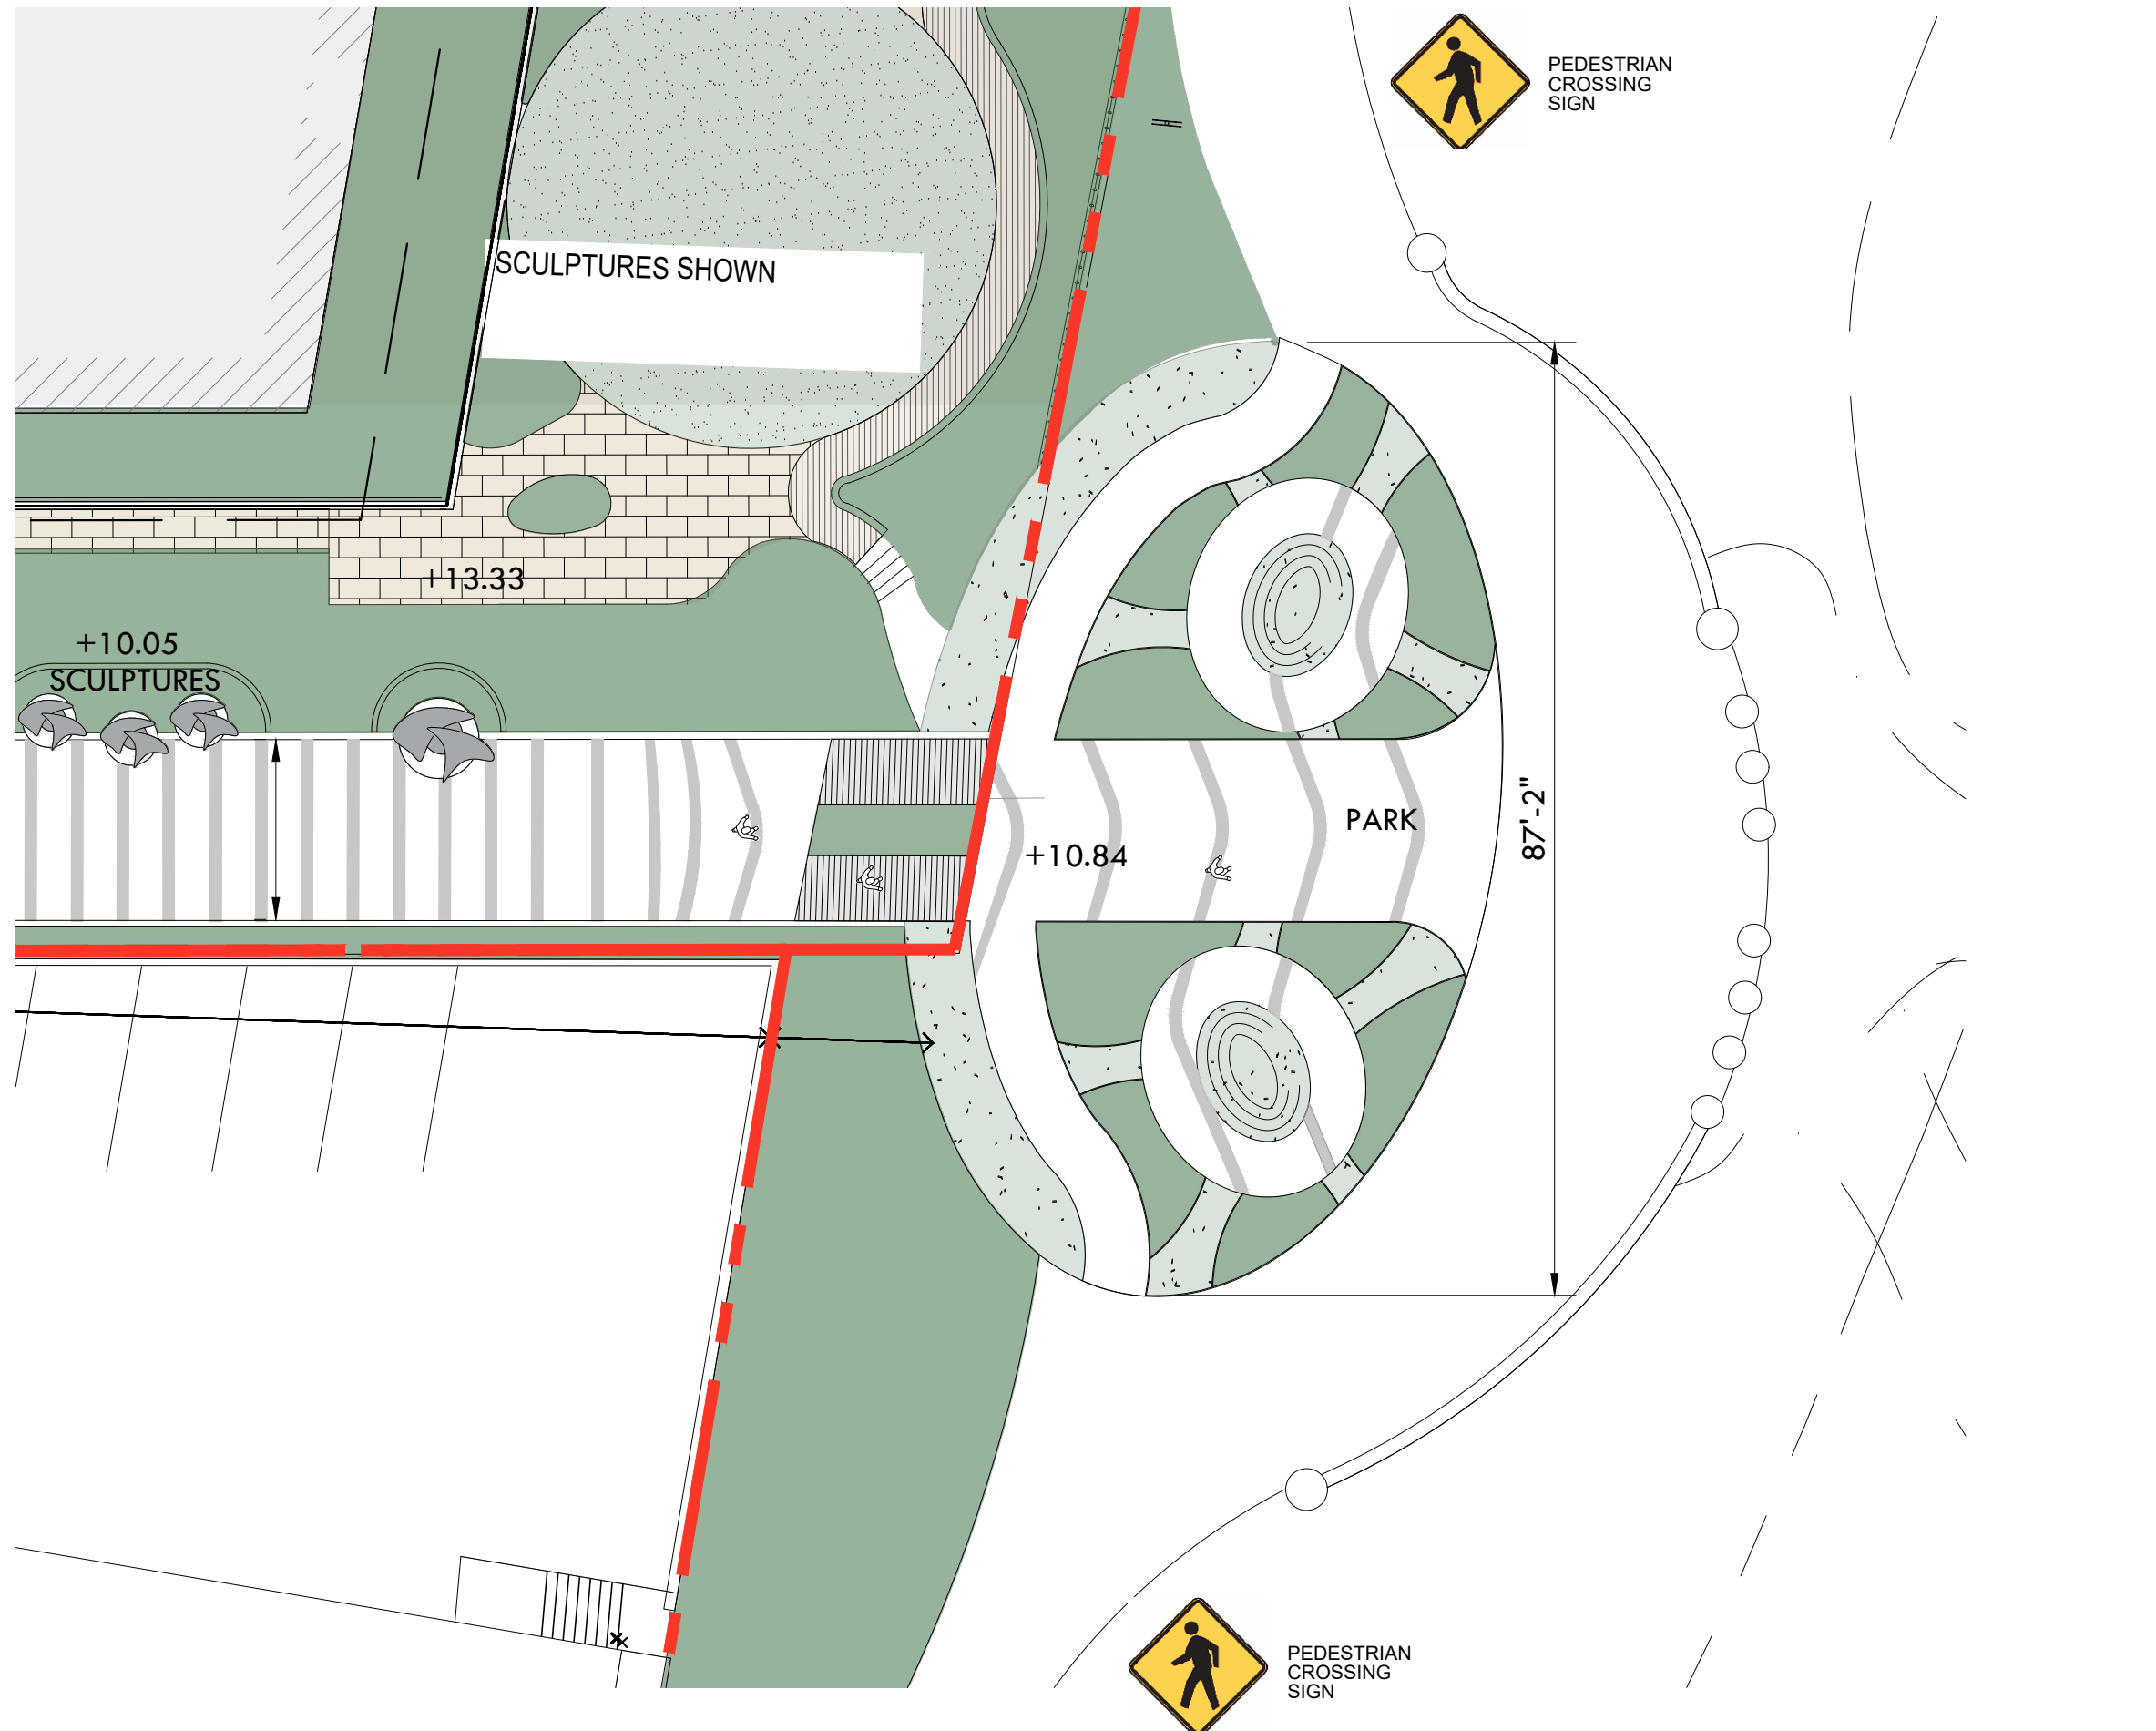 PEDESTRIAN
CROSSING
SIGN
SCULPTURES SHOWN
+13.33
+10.05
SCULPTURES
PARK
87'-2"
+10.84
PEDESTRIAN
CROSSING
SIGN